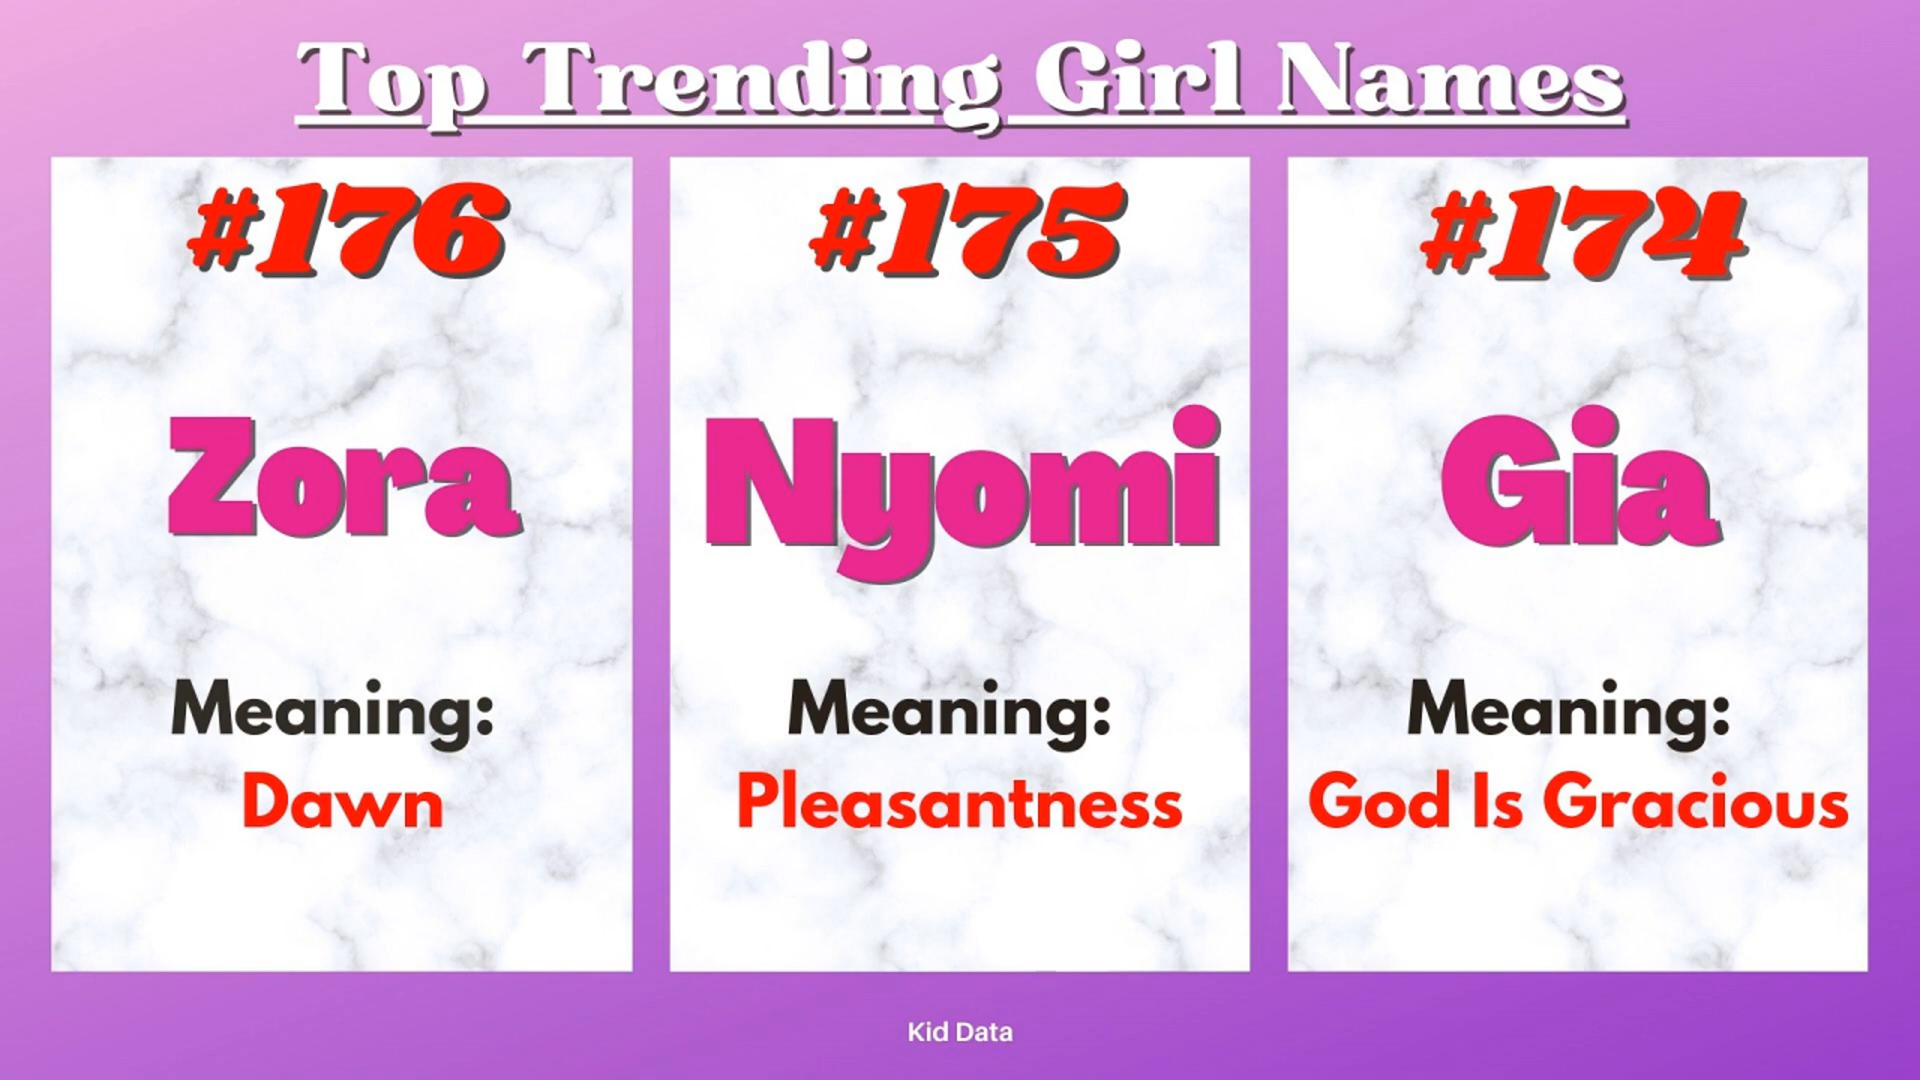 Top Trending Girl Names
#176
Zora
Meaning:
Dawn
#175
Nyomi
Meaning:
Pleasantness
#174
Gia
Meaning:
God Is Gracious
Kid Data